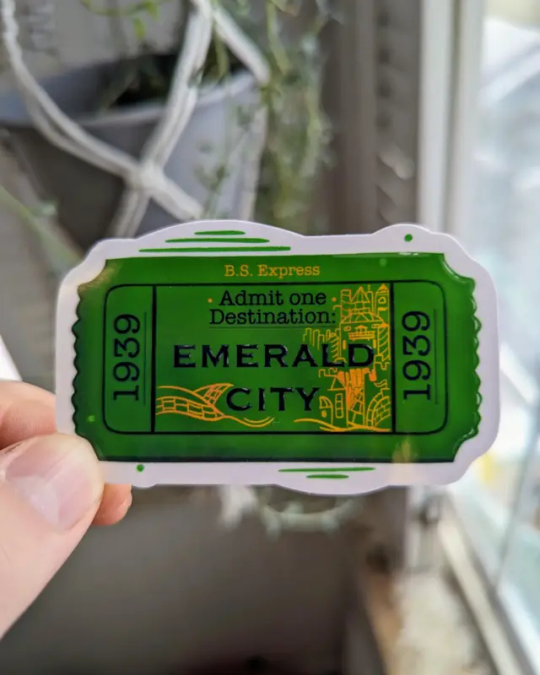 B.S. Express
Admit one
Destination:
EMERALD
CITY
1939
1939